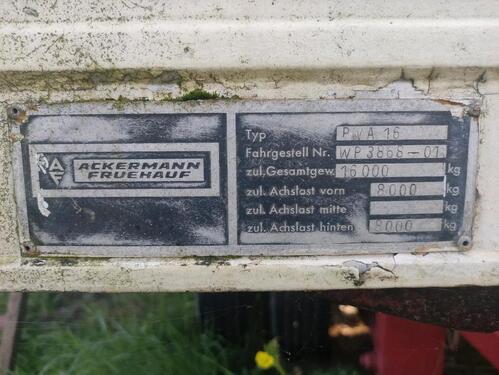 ACKERMANN
FRUEHAUF
Typ P V A 16
Fahrgestell Nr. WP 3868-01
zul. Gesamtgew. 16 000 kg
zul. Achslast vorn 8000 kg
zul. Achslast mitte kg
zul. Achslast hinten 8000 kg